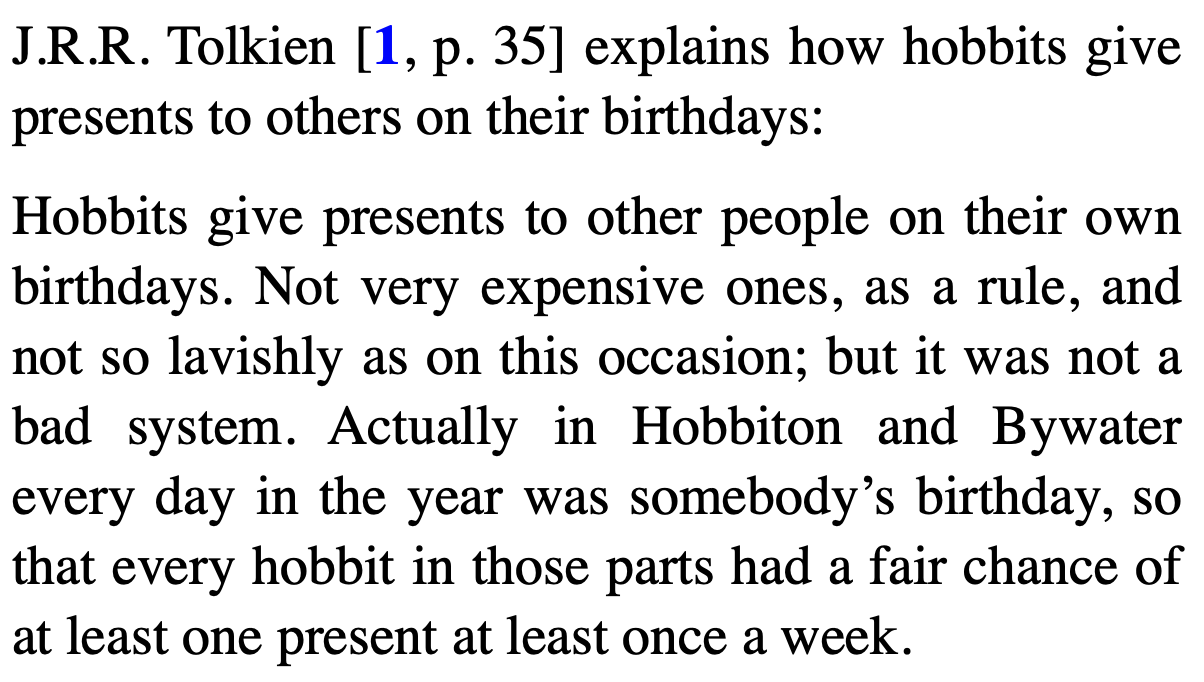 J.R.R. Tolkien [1, p. 35] explains how hobbits give
presents to others on their birthdays:
Hobbits give presents to other people on their own
birthdays. Not very expensive ones, as a rule, and
not so lavishly as on this occasion; but it was not a
bad system. Actually in Hobbiton and Bywater
every day in the year was somebody’s birthday, so
that every hobbit in those parts had a fair chance of
at least one present at least once a week.